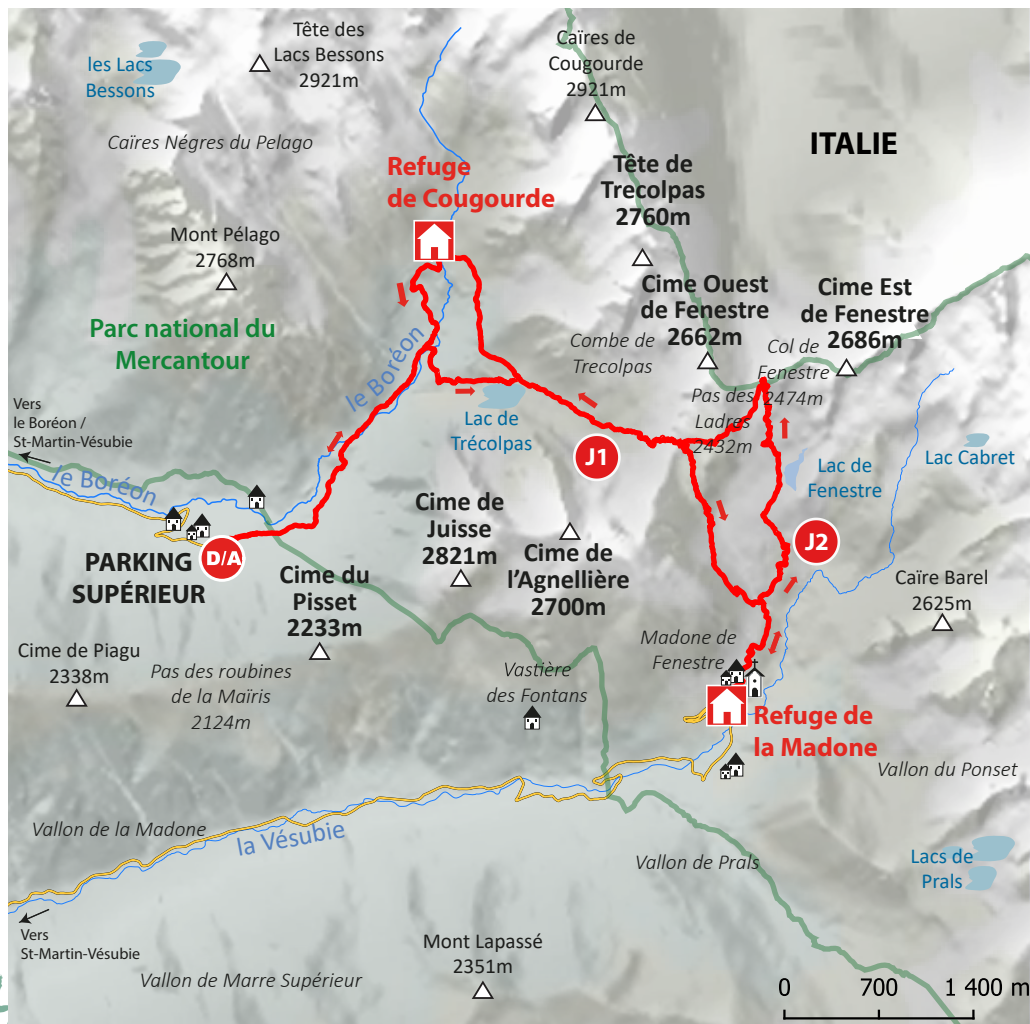 Tête des
Lacs Bessons
2921m
les Lacs
Bessons
Caïres de
Cougourde
2921m
Caïres Négres du Pelago
ITALIE
Refuge
de Cougourde
Tête de
Trecolpas
2760m
Mont Pélago
2768m
Cime Ouest
de Fenestre
2662m
Cime Est
de Fenestre
2686m
Parc national du
Mercantour
le Boréon
Combe de
Trecolpas
Col de
Fenestre
2474m
Pas des
Ladres
2432m
Vers
le Boréon /
St-Martin-Vésubie
Lac de
Trécolpas
J1
Lac de
Fenestre
Lac Cabret
le Boréon
Cime de
Juisse
2821m
J2
D/A
PARKING
SUPÉRIEUR
Cime du
Pisset
2233m
Cime de
l’Agnellière
2700m
Caïre Barel
2625m
Cime de Piagu
2338m
Pas des roubines
de la Maïris
2124m
Madone de
Fenestre
Vastière
des Fontans
Refuge de
la Madone
Vallon du Ponset
Vallon de la Madone
la Vésubie
Vallon de Prals
Lacs de
Prals
Vers
St-Martin-Vésubie
Mont Lapassé
2351m
Vallon de Marre Supérieur
0 700 1 400 m